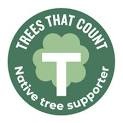 TREES THAT COUNT
T
Native tree supporter